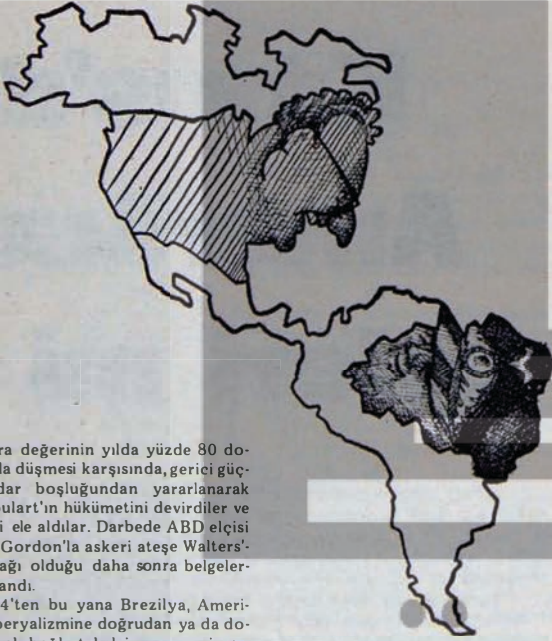 ra değerinin yılda yüzde 80 do-
la düşmesi karşısında, gerici güç-
dar boşluğundan yararlanarak
ulart'ın hükümetini devirdiler ve
i ele aldılar. Darbede ABD elçisi
Gordon'la askeri ateşe Walters'-
ağı olduğu daha sonra belgeler-
andı.
4'ten bu yana Brezilya, Ameri-
peryalizmine doğrudan ya da do-